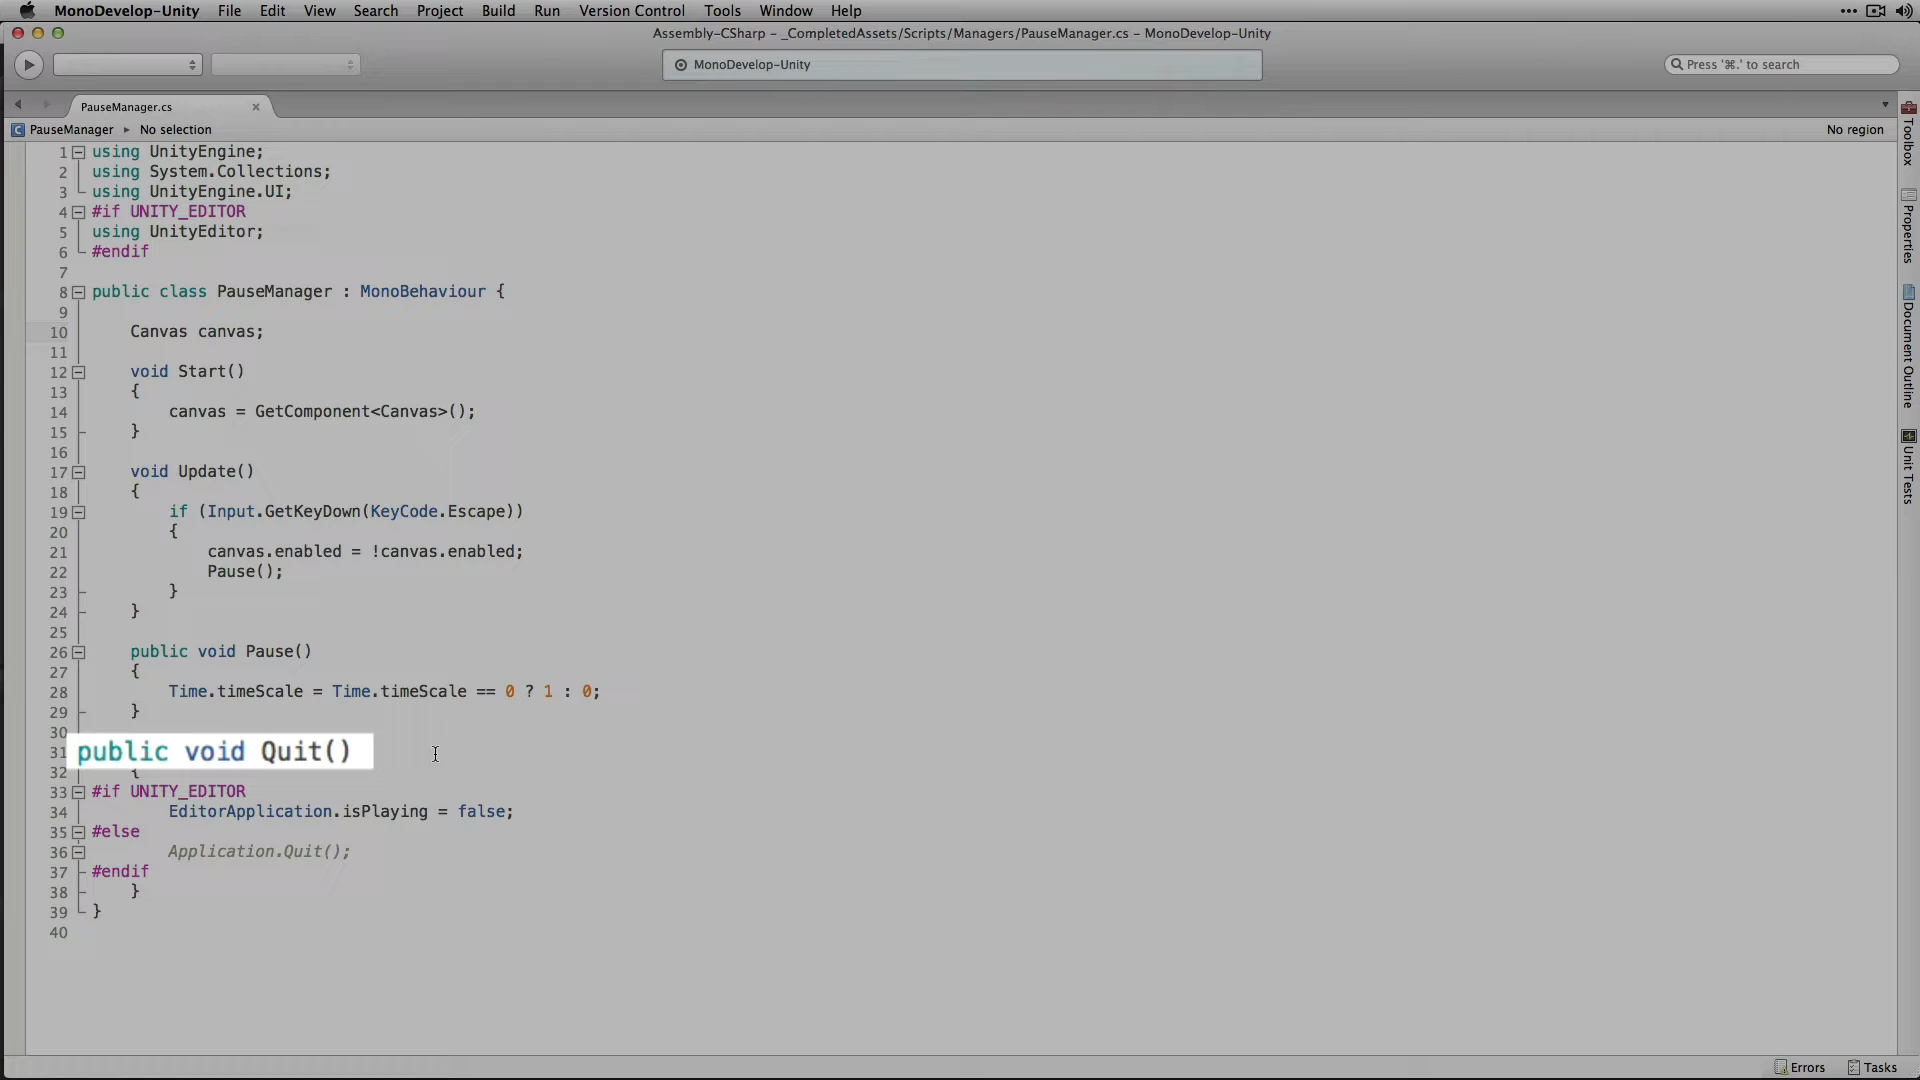 MonoDevelop-Unity File Edit View Search Project Build Run Version Control Tools Window Help
Assembly-CSharp – _CompletedAssets/Scripts/Managers/PauseManager.cs – MonoDevelop-Unity
MonoDevelop-Unity
Press '⌘.' to search
PauseManager.cs
PauseManager ▸ No selection
No region
1 using UnityEngine;
2 using System.Collections;
3 using UnityEngine.UI;
4 #if UNITY_EDITOR
5 using UnityEditor;
6 #endif
7
8 public class PauseManager : MonoBehaviour {
9
10 Canvas canvas;
11
12 void Start()
13 {
14 canvas = GetComponent<Canvas>();
15 }
16
17 void Update()
18 {
19 if (Input.GetKeyDown(KeyCode.Escape))
20 {
21 canvas.enabled = !canvas.enabled;
22 Pause();
23 }
24 }
25
26 public void Pause()
27 {
28 Time.timeScale = Time.timeScale == 0 ? 1 : 0;
29 }
30
31 public void Quit()
32 {
33 #if UNITY_EDITOR
34 EditorApplication.isPlaying = false;
35 #else
36 Application.Quit();
37 #endif
38 }
39 }
40
Toolbox
Properties
Document Outline
Unit Tests
Errors Tasks